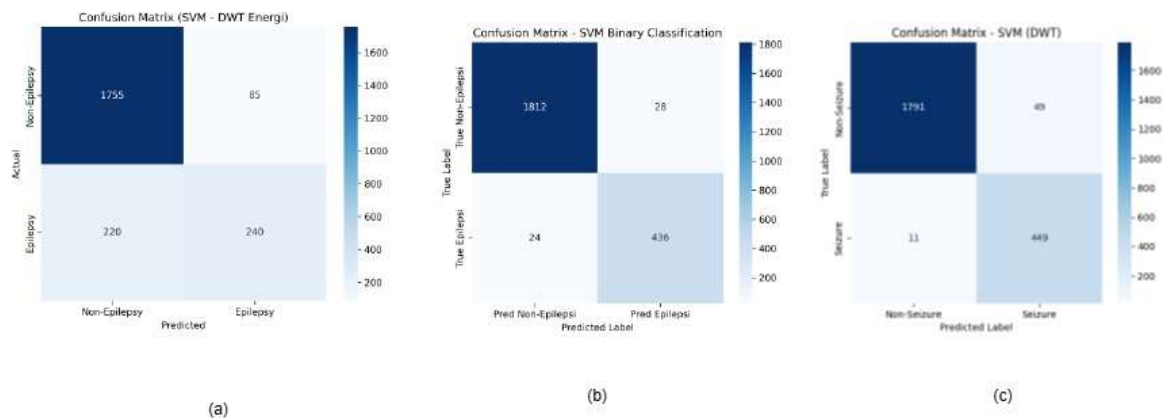 Confusion Matrix (SVM - DWT Energi)
Non-Epilepsy
Epilepsy
Actual
1755
85
220
240
1600
1400
1200
1000
800
600
400
200
Non-Epilepsy
Epilepsy
Predicted
(a)
Confusion Matrix - SVM Binary Classification
True Non-Epilepsi
True Epilepsi
True Label
1812
28
24
436
1800
1600
1400
1200
1000
800
600
400
200
Pred Non-Epilepsi
Pred Epilepsi
Predicted Label
(b)
Confusion Matrix - SVM (DWT)
Non-Seizure
Seizure
True Label
1791
49
11
449
1600
1400
1200
1000
800
600
400
200
Non-Seizure
Seizure
Predicted Label
(c)